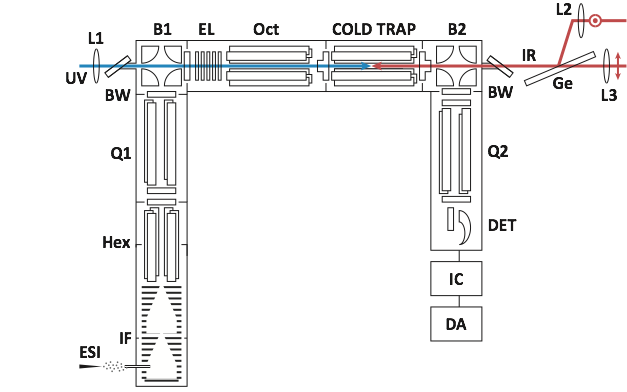 L2
L1
B1
EL
Oct
COLD TRAP
B2
IR
UV
BW
BW
Ge
L3
Q1
Q2
Hex
DET
IC
IF
DA
ESI